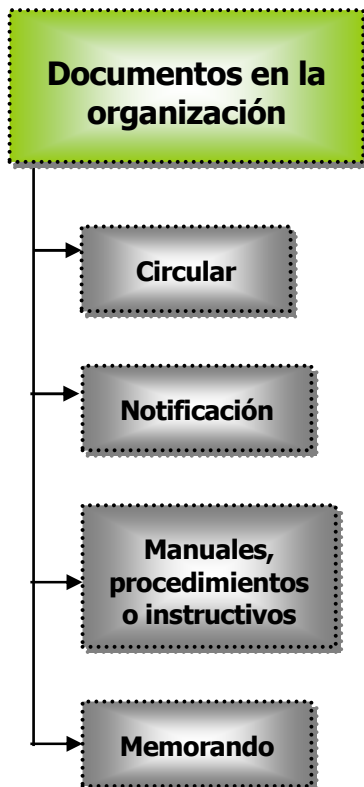 Documentos en la
organización
Circular
Notificación
Manuales,
procedimientos
o instructivos
Memorando